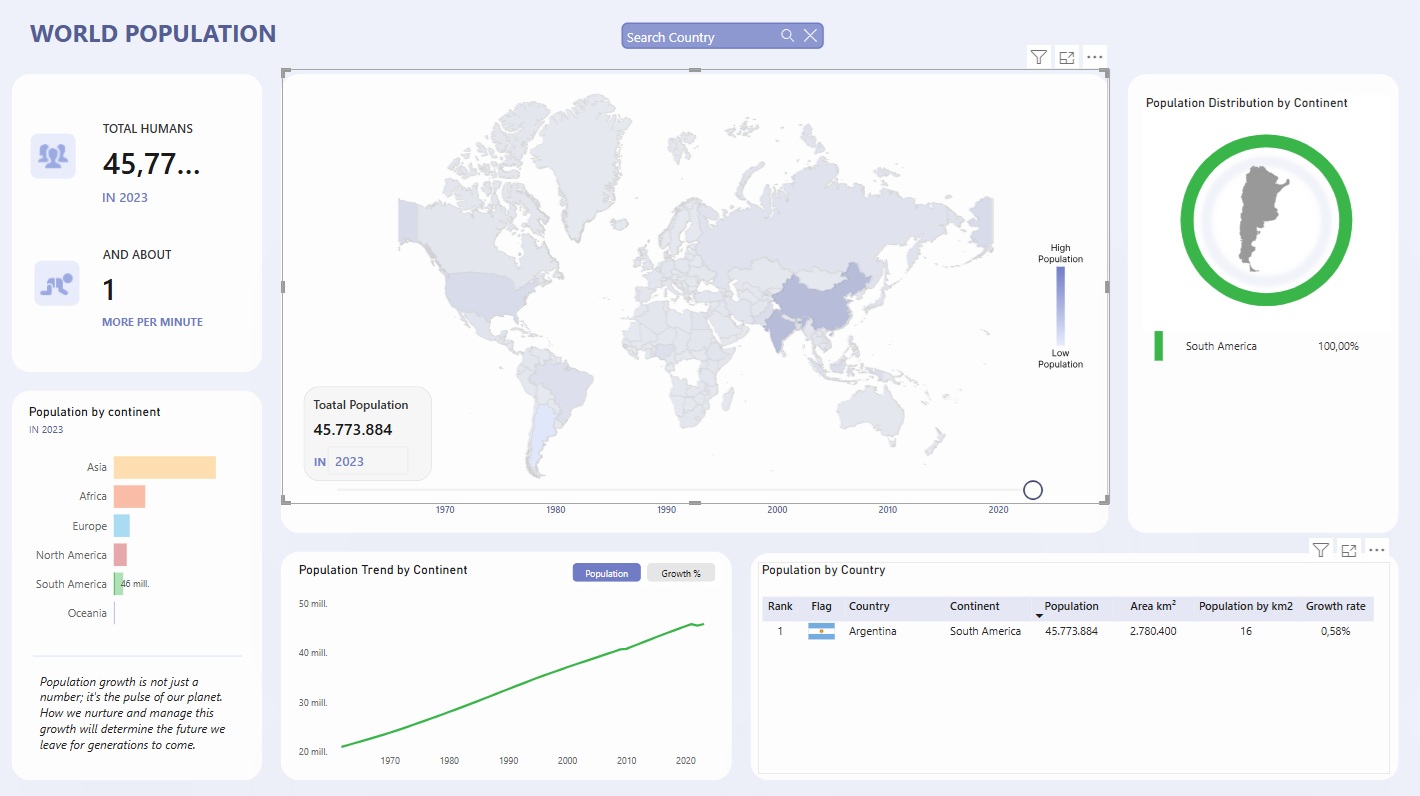 WORLD POPULATION
Search Country
TOTAL HUMANS
45,77...
IN 2023
AND ABOUT
1
MORE PER MINUTE
Population by continent
IN 2023
Asia
Africa
Europe
North America
South America 46 mill.
Oceania
Population growth is not just a
number; it's the pulse of our planet.
How we nurture and manage this
growth will determine the future we
leave for generations to come.
High
Population
Low
Population
Toatal Population
45.773.884
IN 2023
1970 1980 1990 2000 2010 2020
Population Distribution by Continent
South America 100,00%
Population Trend by Continent
Population Growth %
50 mill.
40 mill.
30 mill.
20 mill.
1970 1980 1990 2000 2010 2020
Population by Country
Rank Flag Country Continent Population Area km² Population by km2 Growth rate
1 Argentina South America 45.773.884 2.780.400 16 0,58%